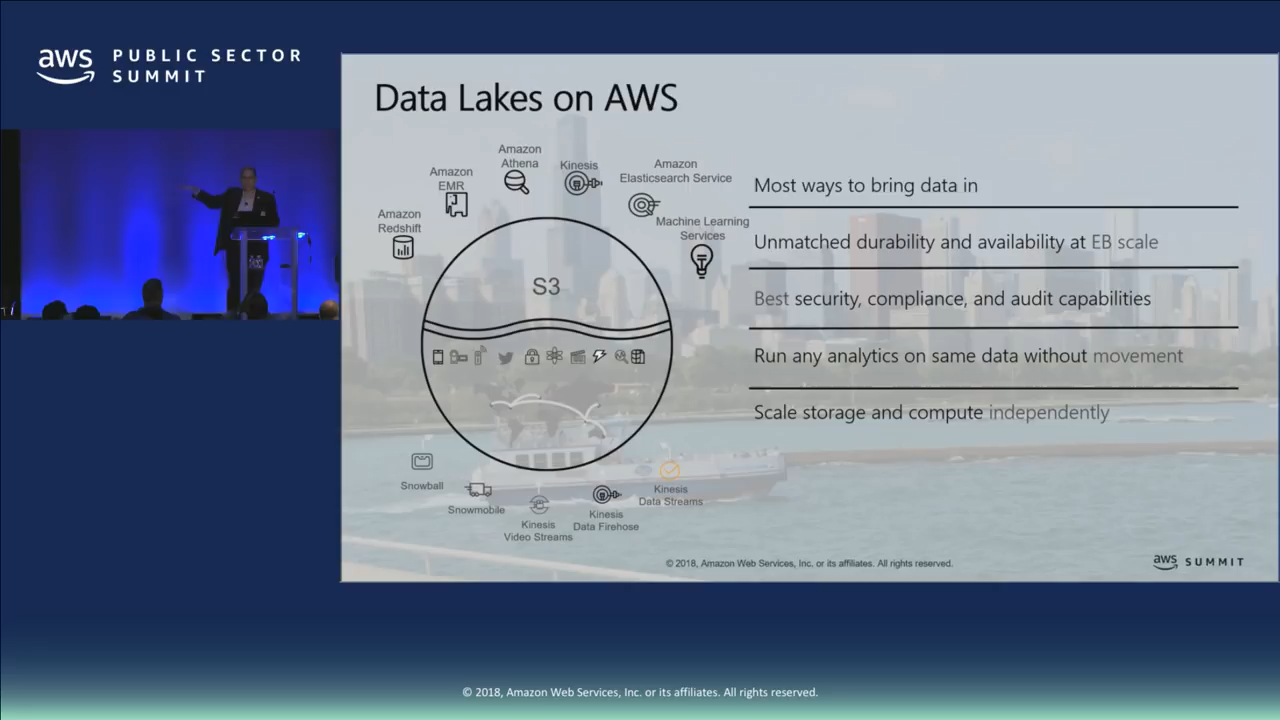 aws PUBLIC SECTOR
SUMMIT
Data Lakes on AWS
Amazon
Redshift
Amazon
EMR
Amazon
Athena
Kinesis
Amazon
Elasticsearch Service
Machine Learning
Services
S3
Snowball
Snowmobile
Kinesis
Video Streams
Kinesis
Data Firehose
Kinesis
Data Streams
Most ways to bring data in
Unmatched durability and availability at EB scale
Best security, compliance, and audit capabilities
Run any analytics on same data without movement
Scale storage and compute independently
© 2018, Amazon Web Services, Inc. or its affiliates. All rights reserved.
aws SUMMIT
© 2018, Amazon Web Services, Inc. or its affiliates. All rights reserved.